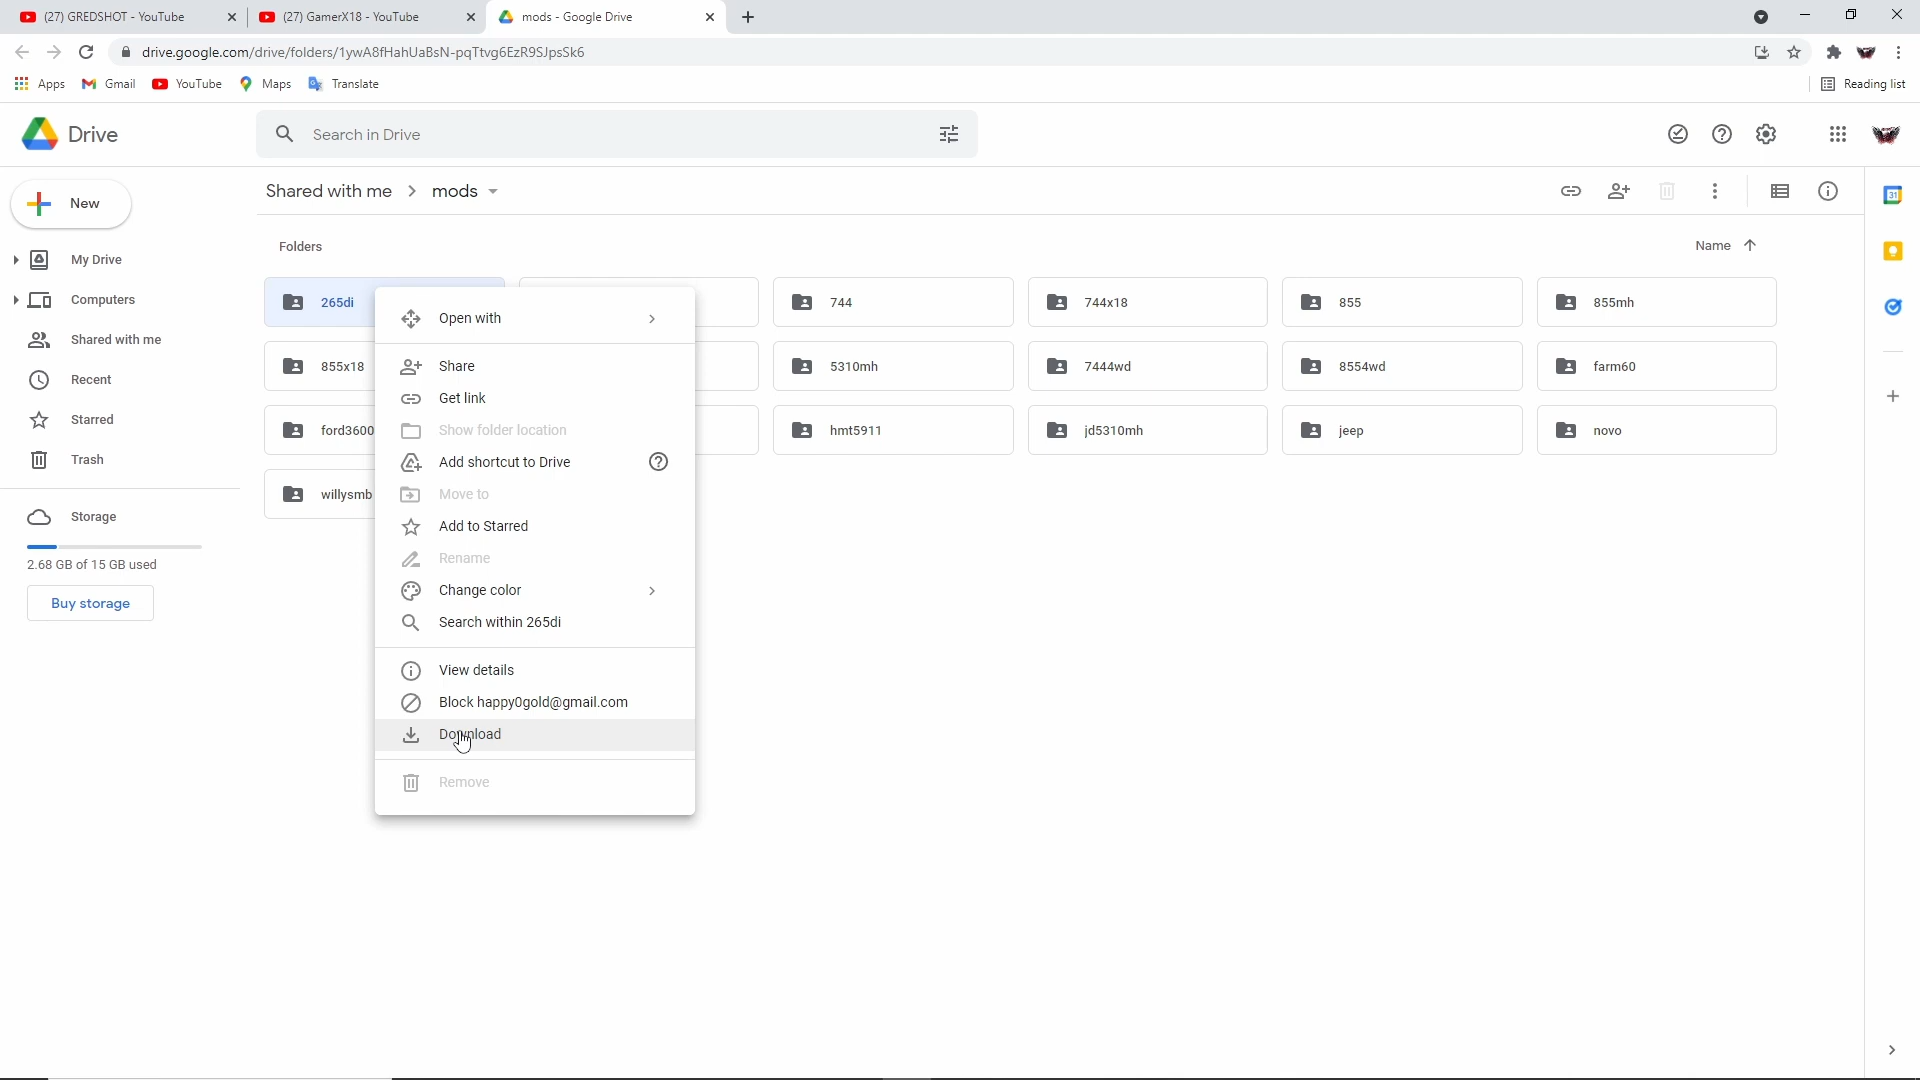 (27) GREDSHOT - YouTube
(27) GamerX18 - YouTube
mods - Google Drive
drive.google.com/drive/folders/1ywA8fHahUaBsN-pqTtvg6EzR9SJpsSk6
Apps
Gmail
YouTube
Maps
Translate
Reading list
Drive
Search in Drive
New
Shared with me
mods
My Drive
Computers
Shared with me
Recent
Starred
Trash
Storage
2.68 GB of 15 GB used
Buy storage
Folders
Name
265di
744
744x18
855
855mh
855x18
5310mh
7444wd
8554wd
farm60
ford3600
hmt5911
jd5310mh
jeep
novo
willysmb
Open with
Share
Get link
Show folder location
Add shortcut to Drive
Move to
Add to Starred
Rename
Change color
Search within 265di
View details
Block happy0gold@gmail.com
Download
Remove
31